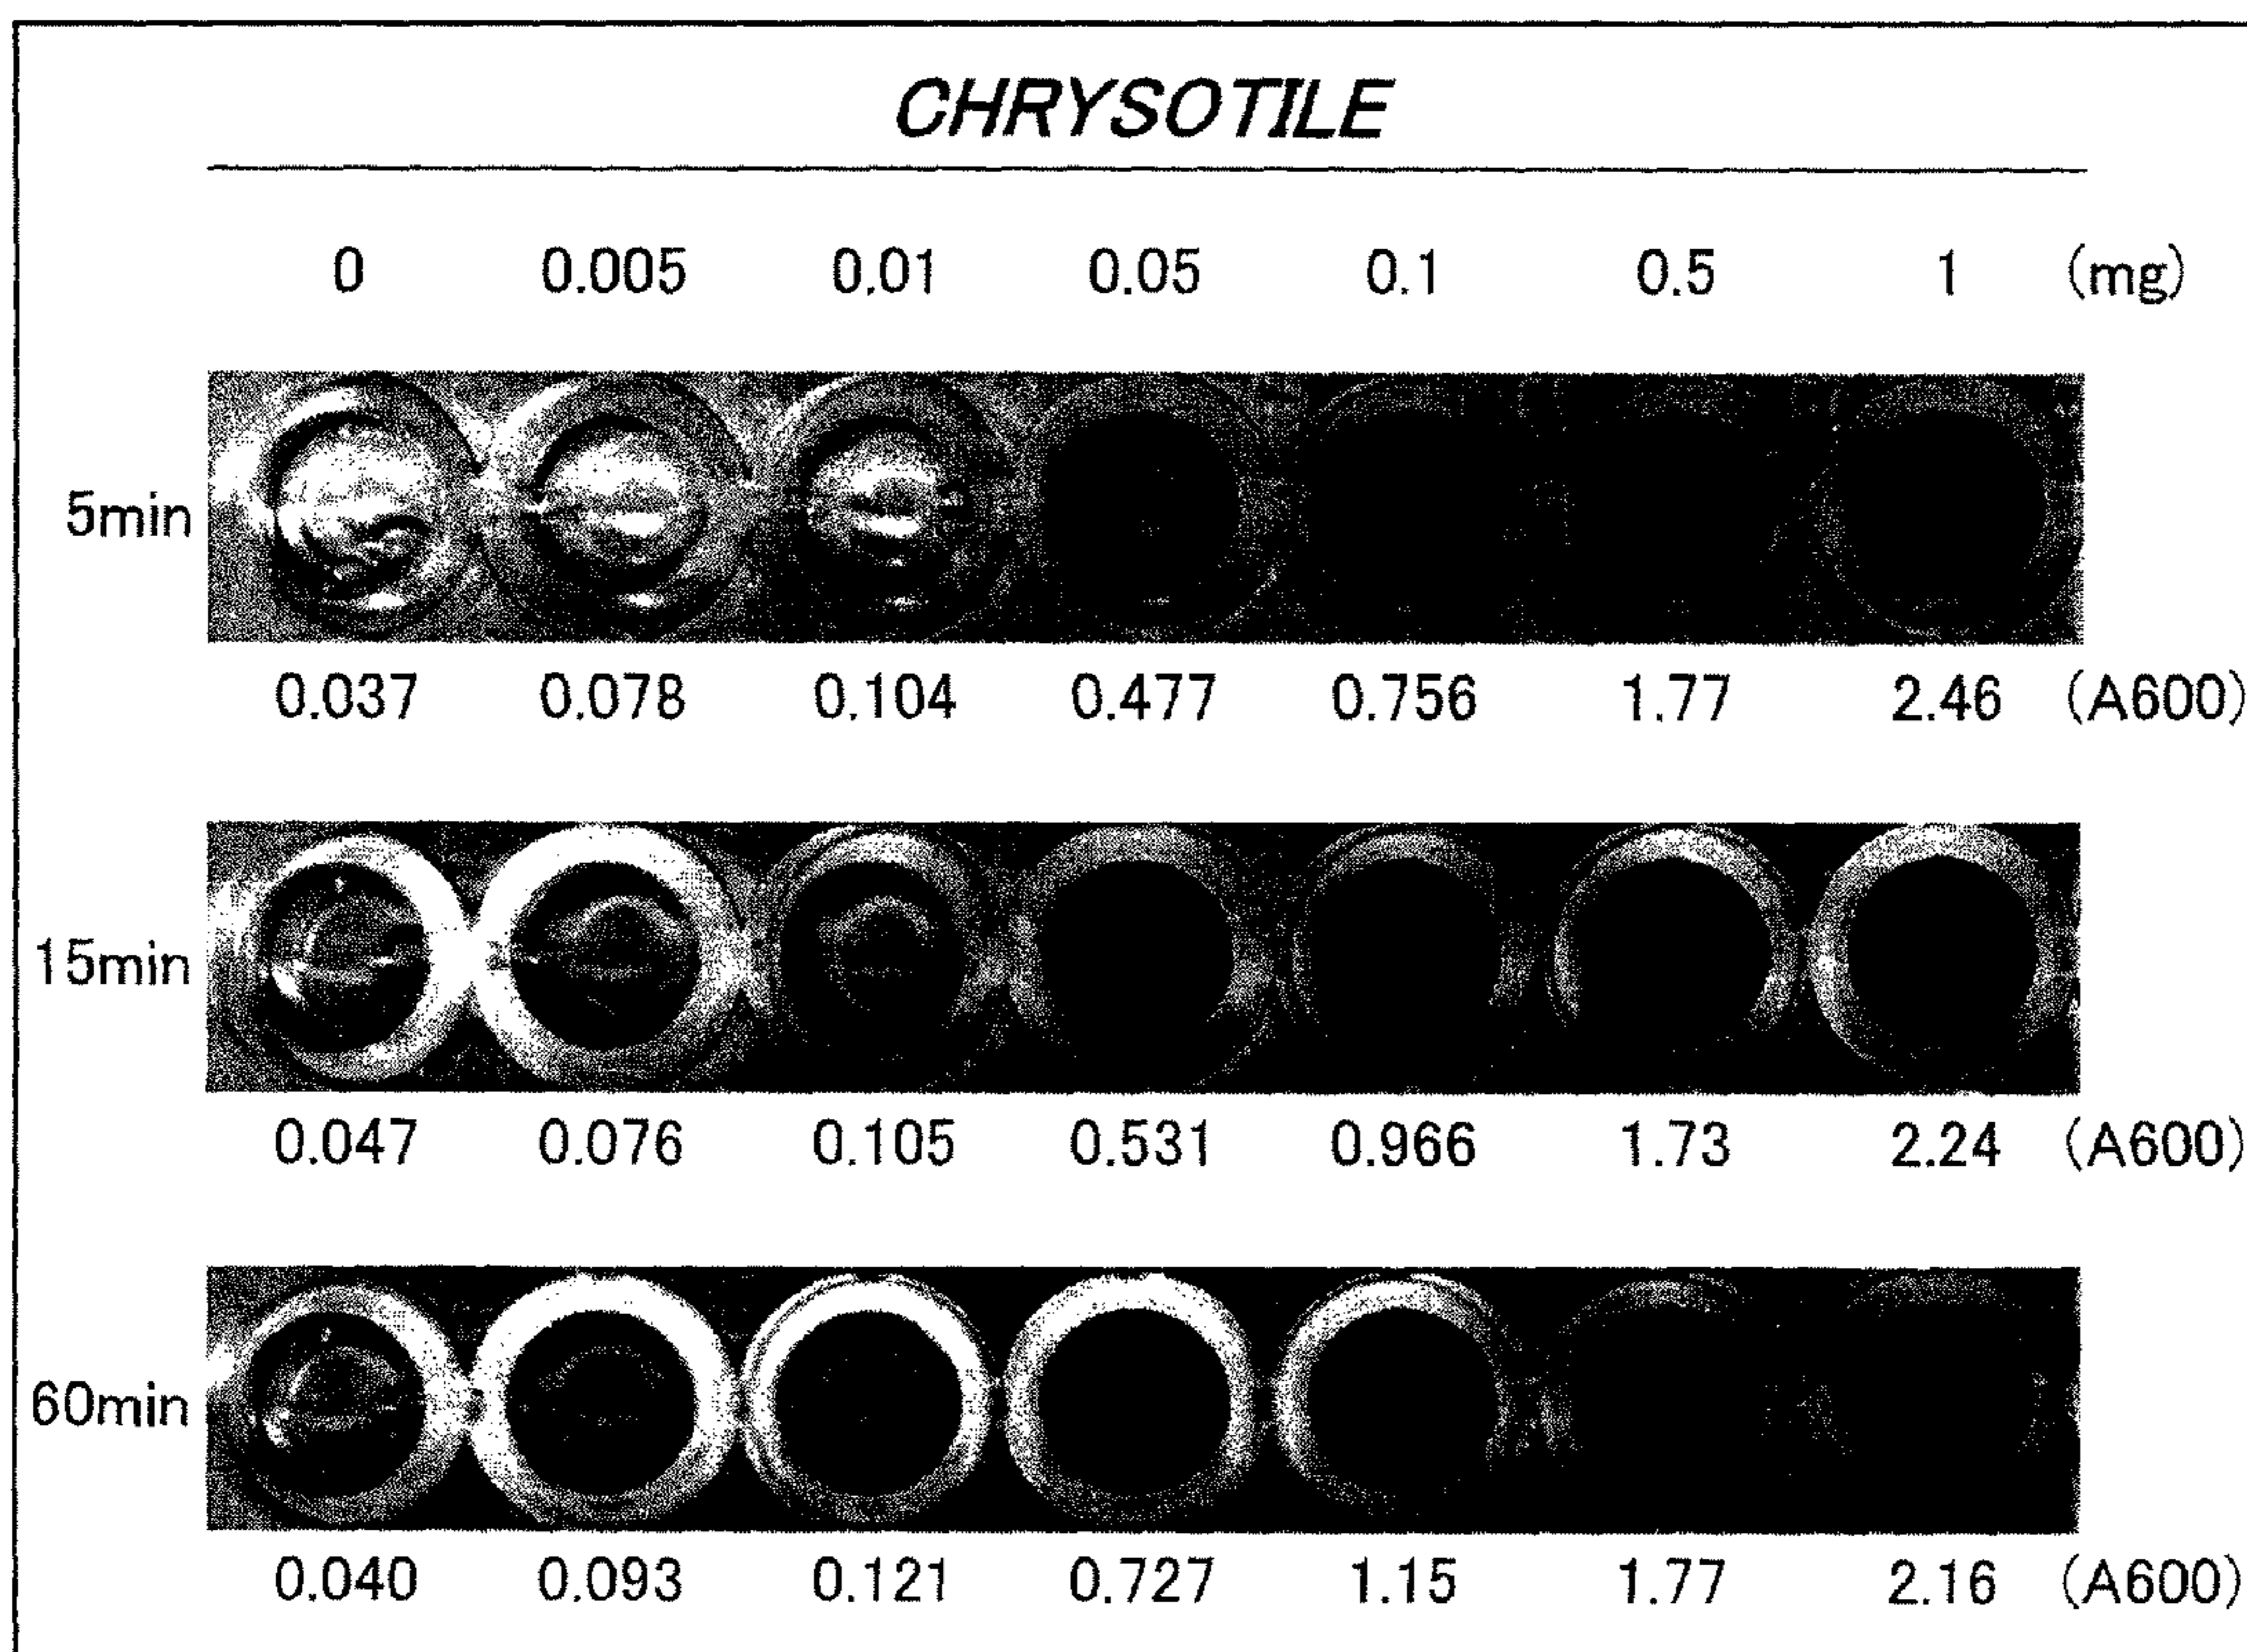 CHRYSOTILE
0 0.005 0.01 0.05 0.1 0.5 1 (mg)
5min
0.037 0.078 0.104 0.477 0.756 1.77 2.46 (A600)
15min
0.047 0.076 0.105 0.531 0.966 1.73 2.24 (A600)
60min
0.040 0.093 0.121 0.727 1.15 1.77 2.16 (A600)